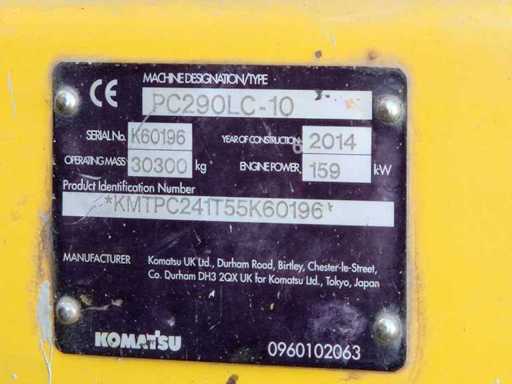 CE
MACHINE DESIGNATION/TYPE
PC290LC-10
SERIAL No. K60196 YEAR OF CONSTRUCTION 2014
OPERATING MASS 30300 kg ENGINE POWER 159 kW
Product Identification Number
*KMTPC241T55K60196*
MANUFACTURER Komatsu UK Ltd., Durham Road, Birtley, Chester-le-Street,
Co. Durham DH3 2QX UK for Komatsu Ltd., Tokyo, Japan
KOMATSU 0960102063